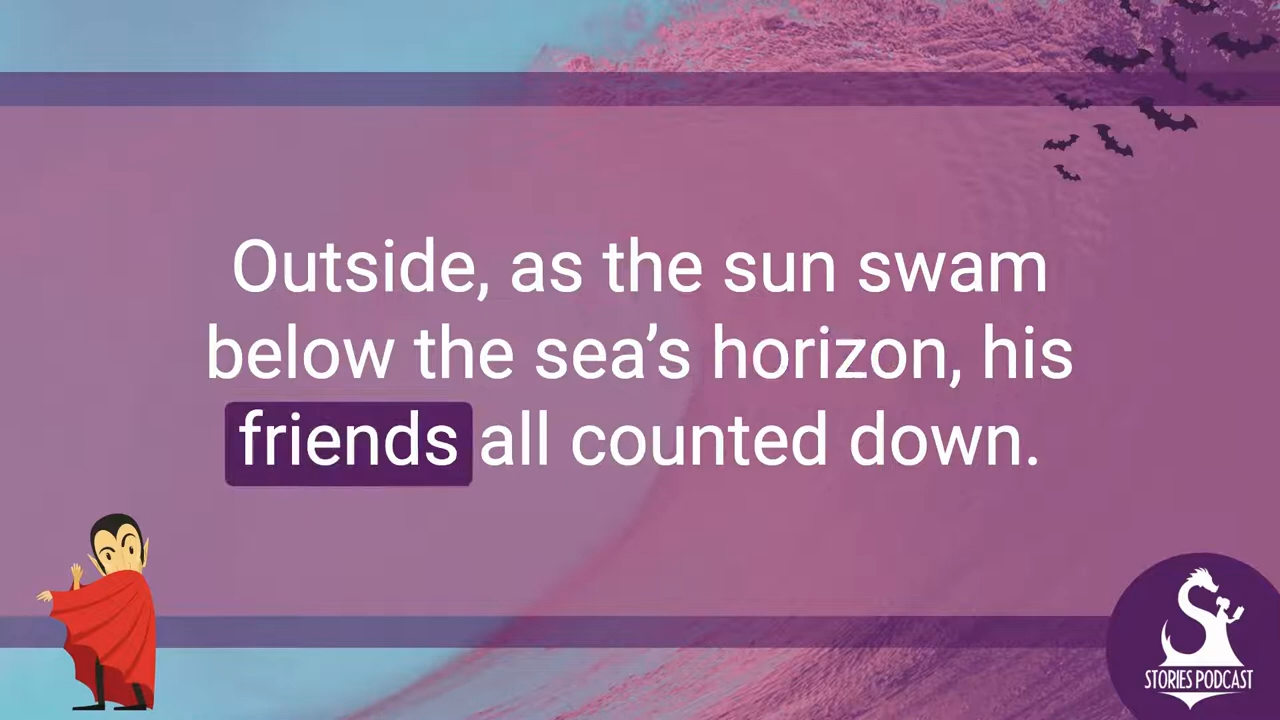 Outside, as the sun swam
below the sea’s horizon, his
friends all counted down.
STORIES PODCAST